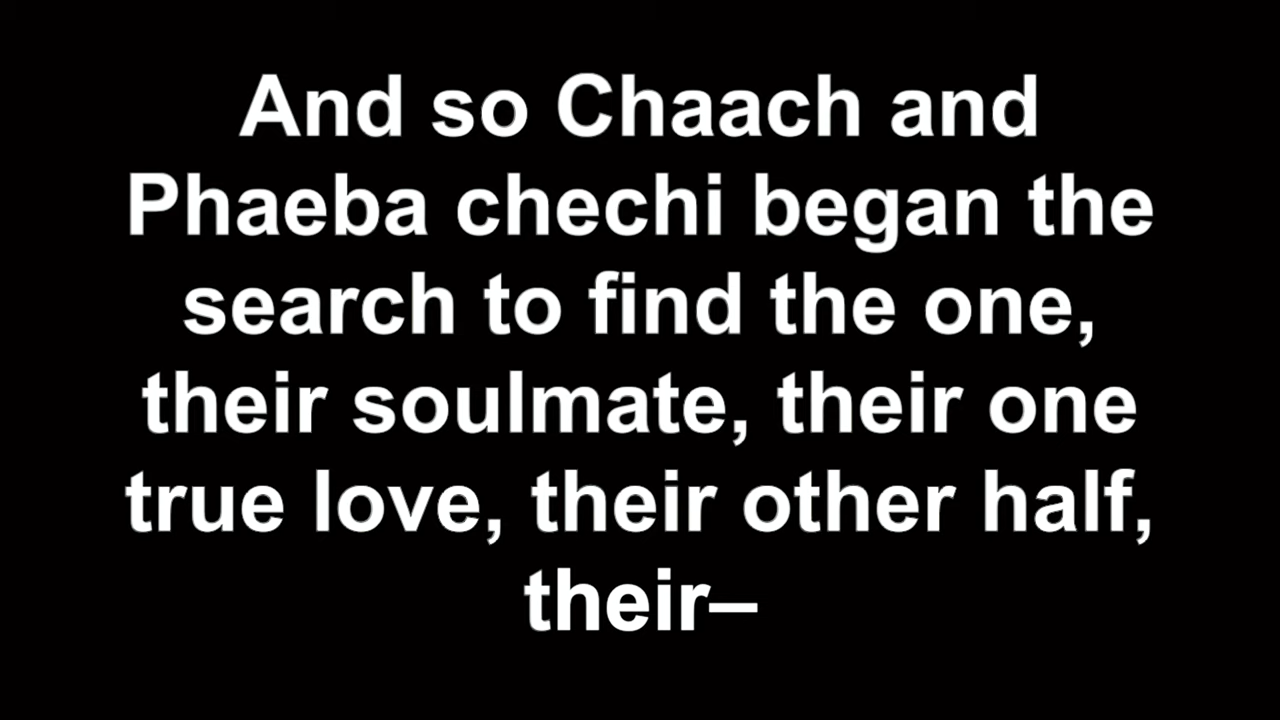 And so Chaach and
Phaeba chechi began the
search to find the one,
their soulmate, their one
true love, their other half,
their–